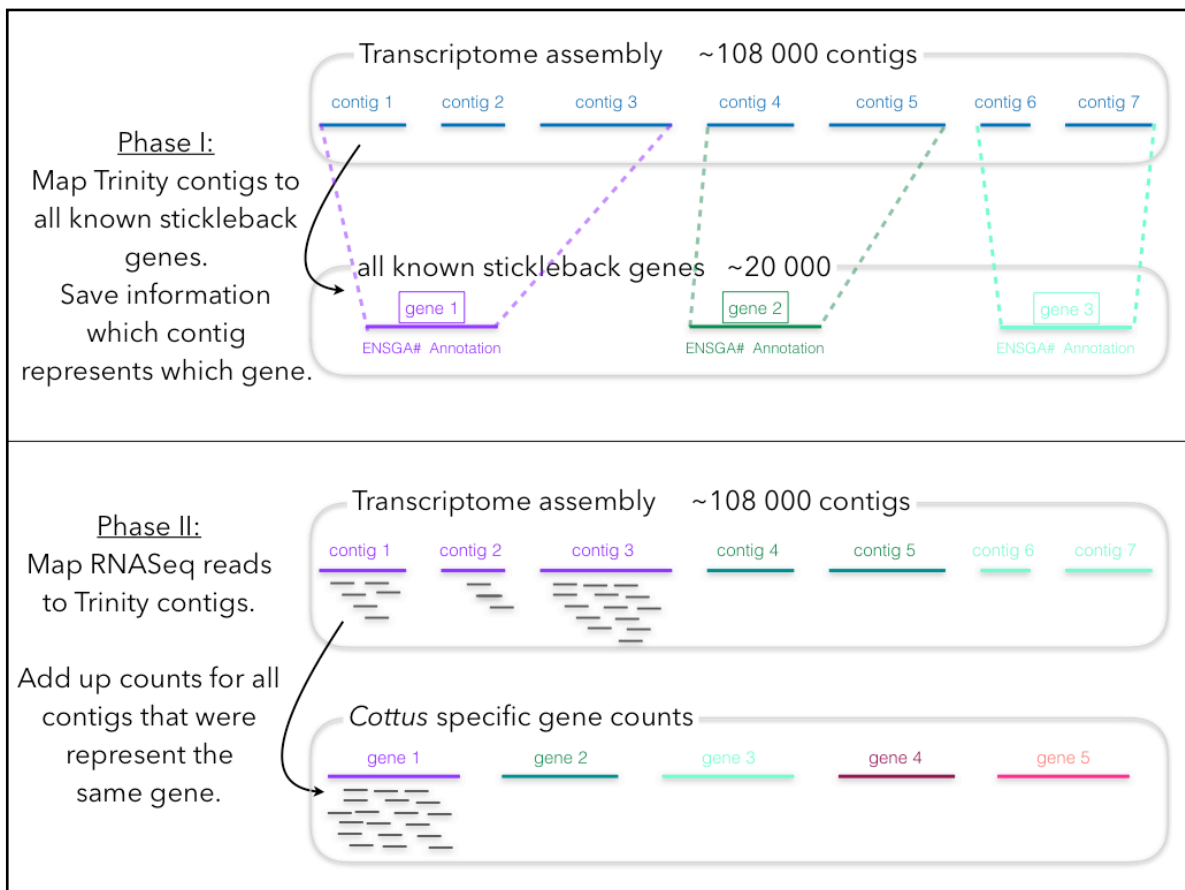 Transcriptome assembly ~108 000 contigs
contig 1 contig 2 contig 3 contig 4 contig 5 contig 6 contig 7
Phase I:
Map Trinity contigs to
all known stickleback
genes.
Save information
which contig
represents which gene.
all known stickleback genes ~20 000
gene 1 gene 2 gene 3
ENSGA# Annotation ENSGA# Annotation ENSGA# Annotation
Transcriptome assembly ~108 000 contigs
contig 1 contig 2 contig 3 contig 4 contig 5 contig 6 contig 7
Phase II:
Map RNASeq reads
to Trinity contigs.
Add up counts for all
contigs that were
represent the
same gene.
Cottus specific gene counts
gene 1 gene 2 gene 3 gene 4 gene 5